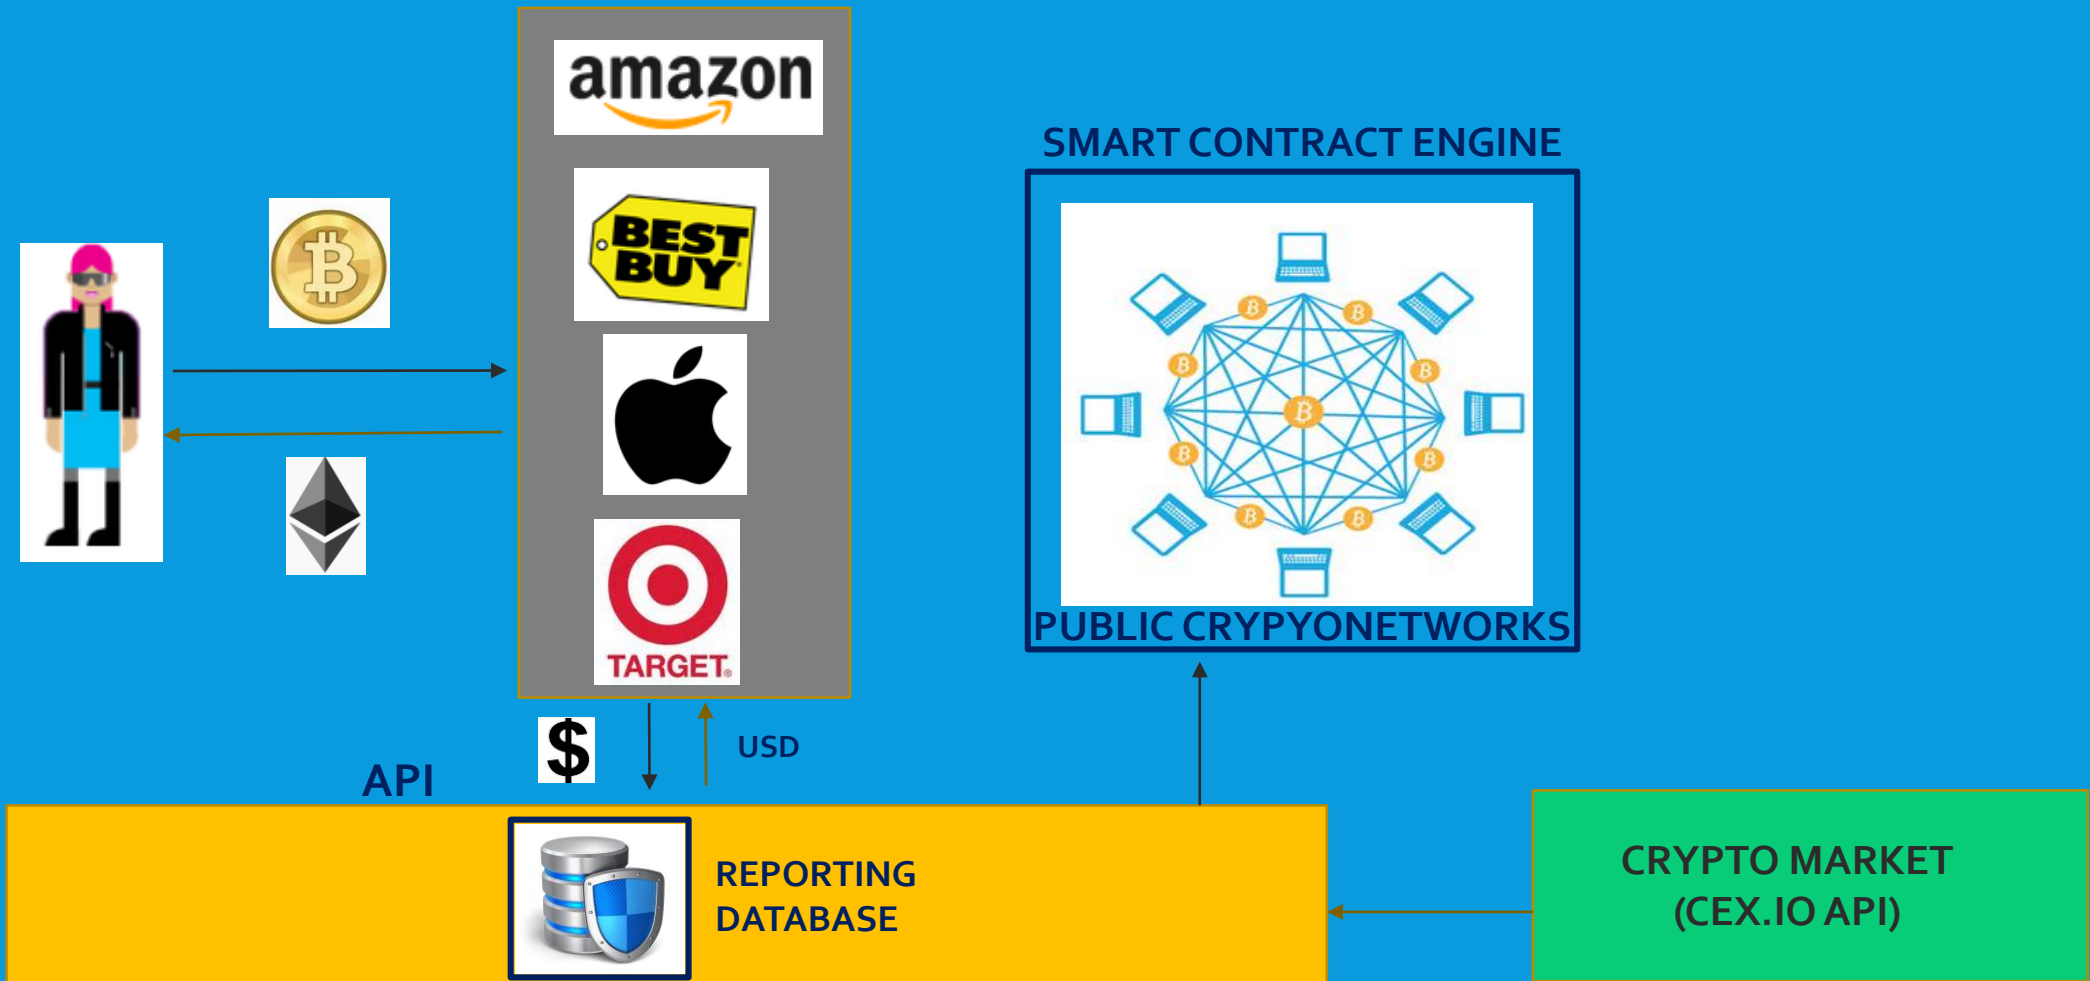 amazon
BEST
BUY
TARGET
SMART CONTRACT ENGINE
PUBLIC CRYPYONETWORKS
$
USD
API
REPORTING
DATABASE
CRYPTO MARKET
(CEX.IO API)